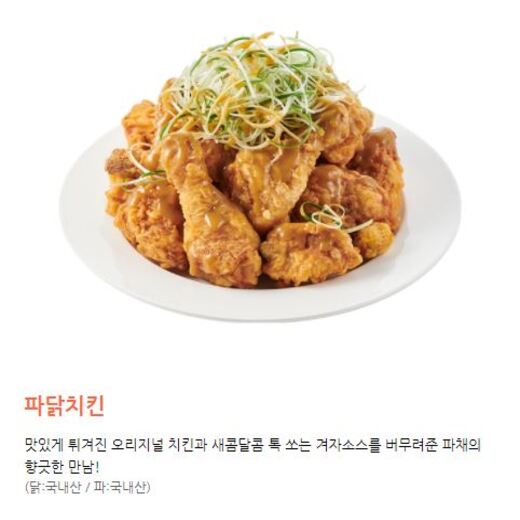 파닭치킨
맛있게 튀겨진 오리지널 치킨과 새콤달콤 톡 쏘는 겨자소스를 버무려준 파채의
향긋한 만남!
(닭:국내산 / 파:국내산)